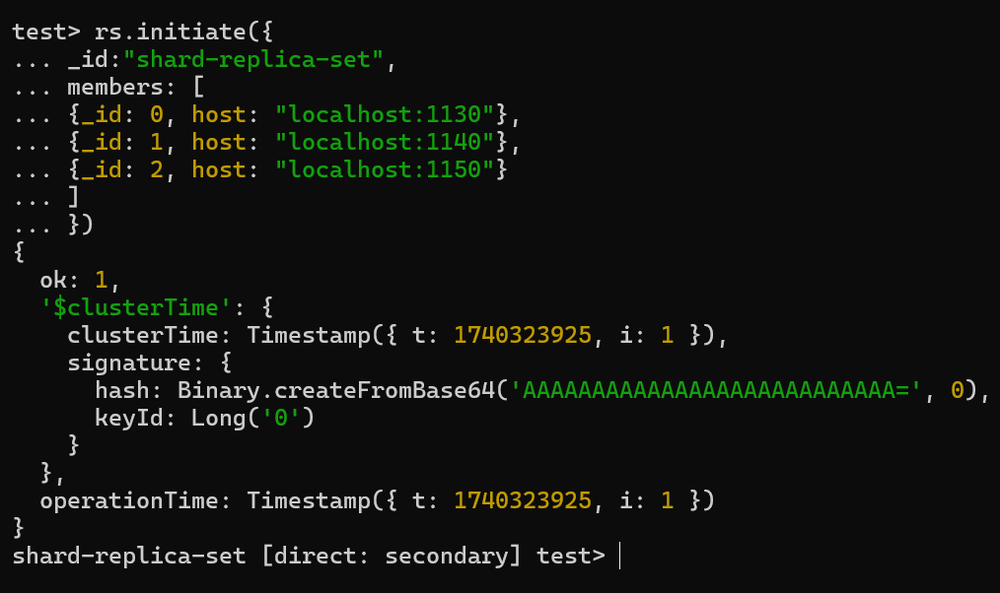 test> rs.initiate({
... _id:"shard-replica-set",
... members: [
... {_id: 0, host: "localhost:1130"},
... {_id: 1, host: "localhost:1140"},
... {_id: 2, host: "localhost:1150"}
... ]
... })
{
  ok: 1,
  '$clusterTime': {
    clusterTime: Timestamp({ t: 1740323925, i: 1 }),
    signature: {
      hash: Binary.createFromBase64('AAAAAAAAAAAAAAAAAAAAAAAAAAA=', 0),
      keyId: Long('0')
    }
  },
  operationTime: Timestamp({ t: 1740323925, i: 1 })
}
shard-replica-set [direct: secondary] test>